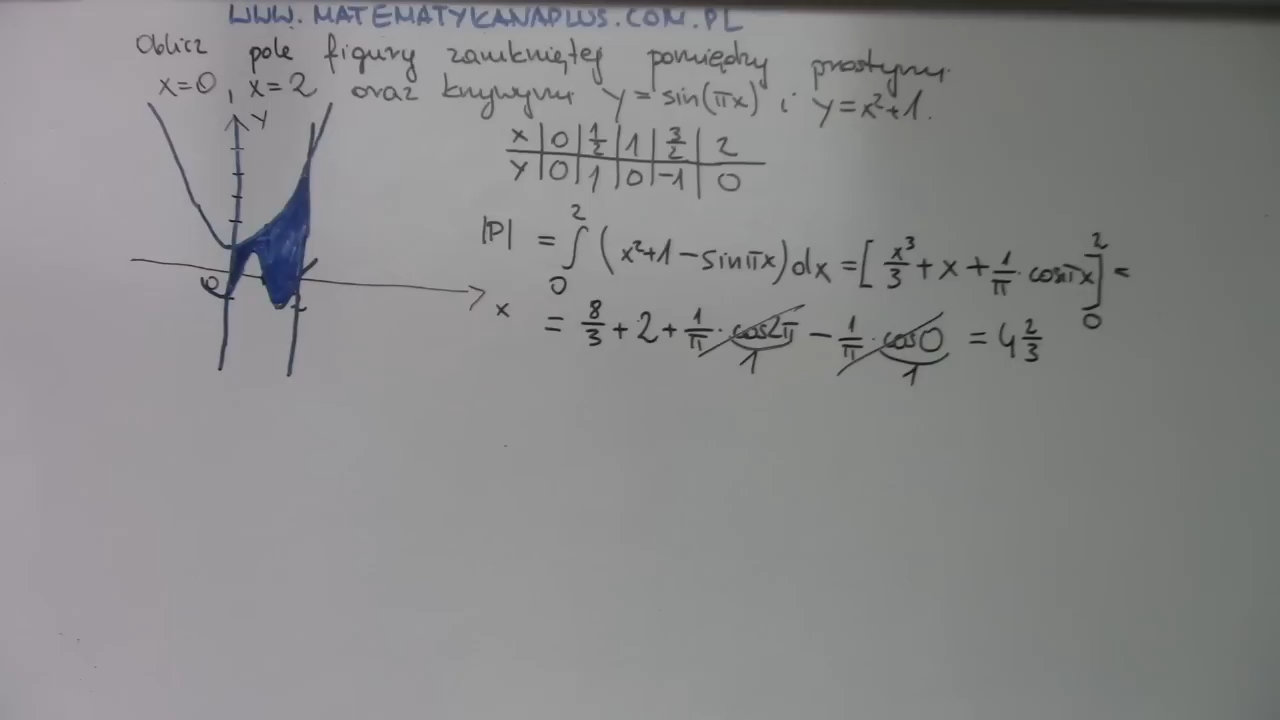 WWW.MATEMATYKANAPLUS.COM.PL
Oblicz pole figury zamkniętej pomiędzy prostymi
x=0, x=2 oraz krzywymi y=sin(πx) i y=x²+1.
y
x | 0 | 1/2 | 1 | 3/2 | 2
y | 0 | 1 | 0 | -1 | 0
|P| = ∫₀² (x²+1-sinπx)dx = [x³/3 + x + 1/π · cosπx]₀² =
= 8/3 + 2 + 1/π · cos2π - 1/π · cos0 = 4 2/3
1 1
0 2 x